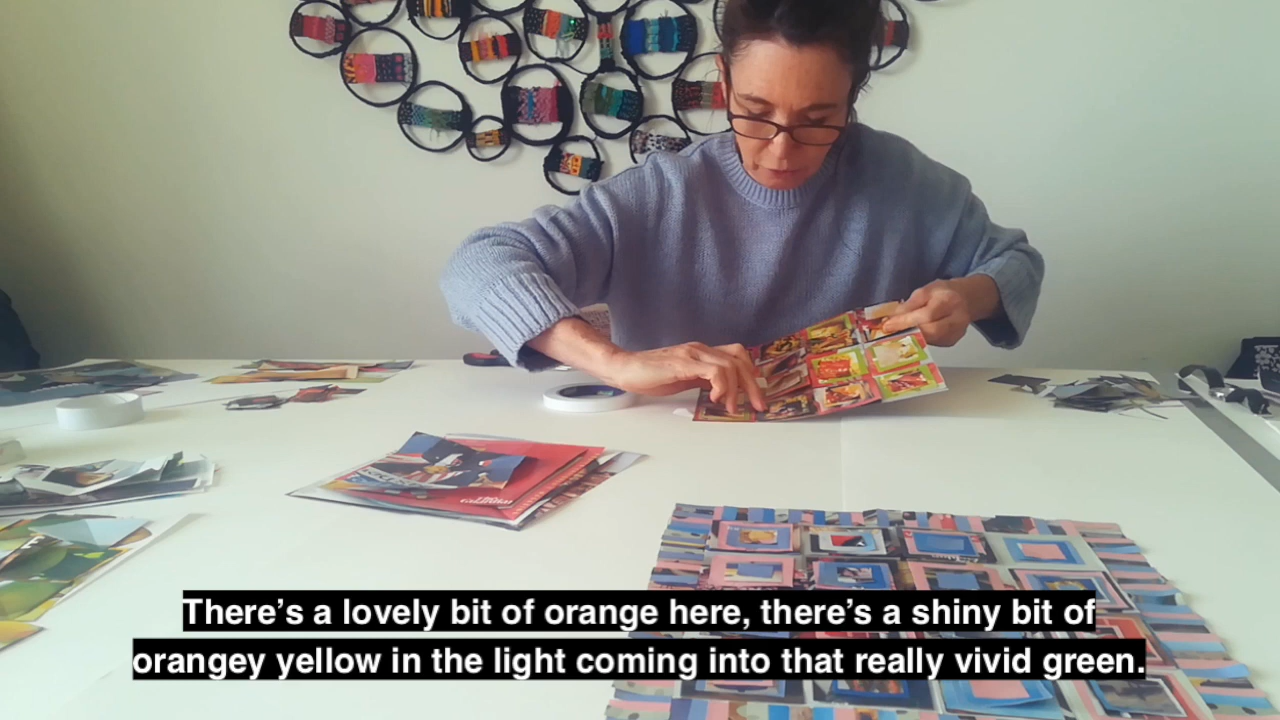 There’s a lovely bit of orange here, there’s a shiny bit of
orangey yellow in the light coming into that really vivid green.